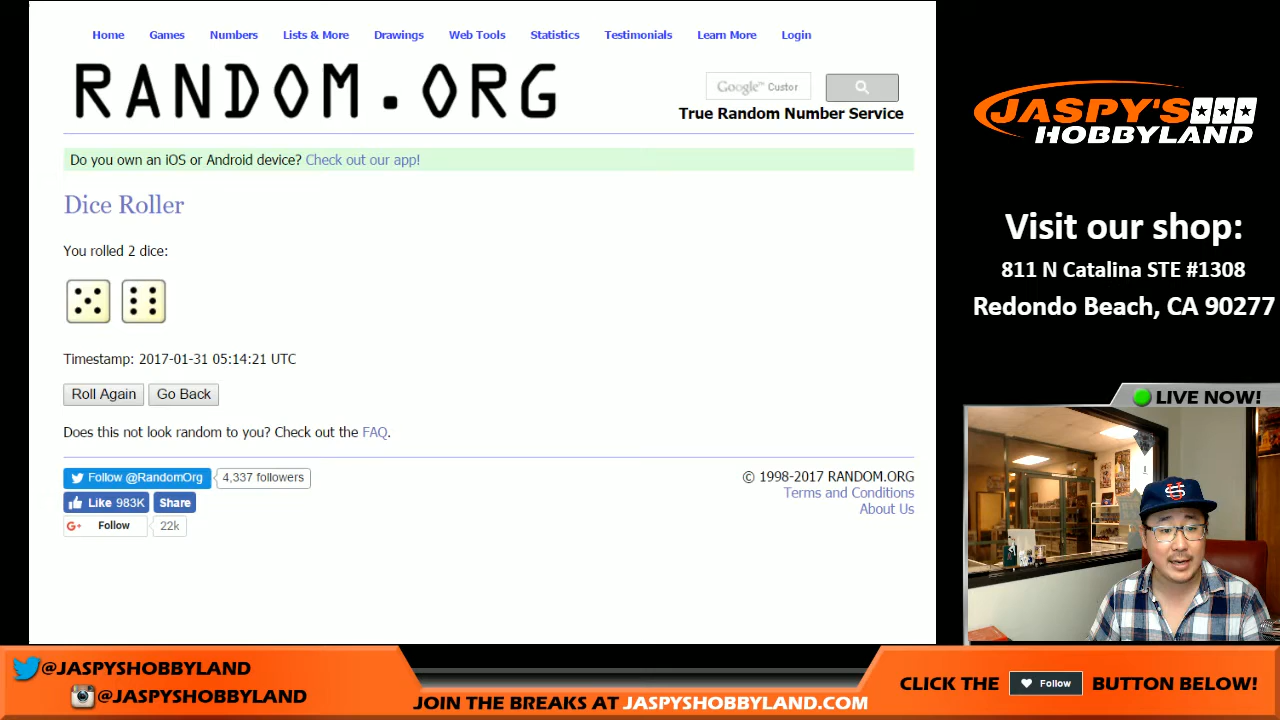 Home Games Numbers Lists & More Drawings Web Tools Statistics Testimonials Learn More Login
RANDOM.ORG
Google™ Custor
True Random Number Service
Do you own an iOS or Android device? Check out our app!
Dice Roller
You rolled 2 dice:
Timestamp: 2017-01-31 05:14:21 UTC
Roll Again Go Back
Does this not look random to you? Check out the FAQ.
Follow @RandomOrg 4,337 followers
Like 983K Share
G+ Follow 22k
© 1998-2017 RANDOM.ORG
Terms and Conditions
About Us
JASPY'S
HOBBYLAND
Visit our shop:
811 N Catalina STE #1308
Redondo Beach, CA 90277
LIVE NOW!
@JASPYSHOBBYLAND
@JASPYSHOBBYLAND
JOIN THE BREAKS AT JASPYSHOBBYLAND.COM
CLICK THE Follow BUTTON BELOW!